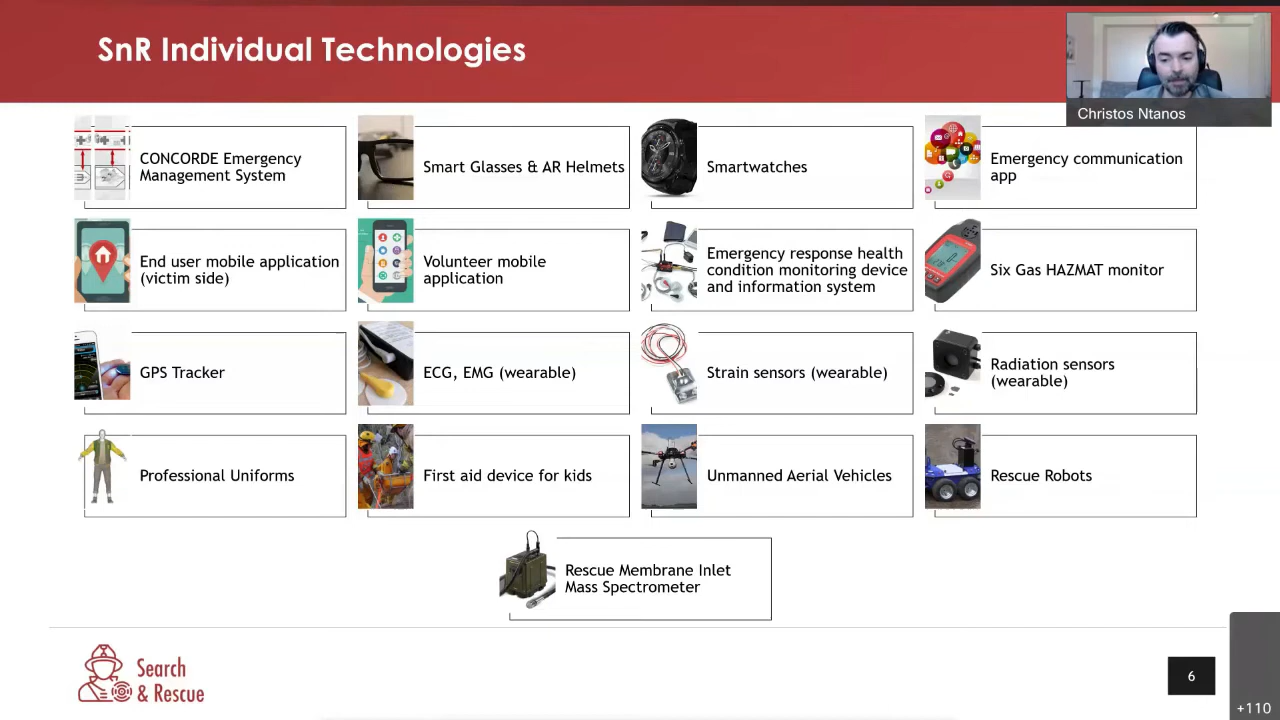 SnR Individual Technologies
Christos Ntanos
CONCORDE Emergency
Management System
Smart Glasses & AR Helmets
Smartwatches
Emergency communication
app
End user mobile application
(victim side)
Volunteer mobile
application
Emergency response health
condition monitoring device
and information system
Six Gas HAZMAT monitor
GPS Tracker
ECG, EMG (wearable)
Strain sensors (wearable)
Radiation sensors
(wearable)
Professional Uniforms
First aid device for kids
Unmanned Aerial Vehicles
Rescue Robots
Rescue Membrane Inlet
Mass Spectrometer
Search
& Rescue
6
+110